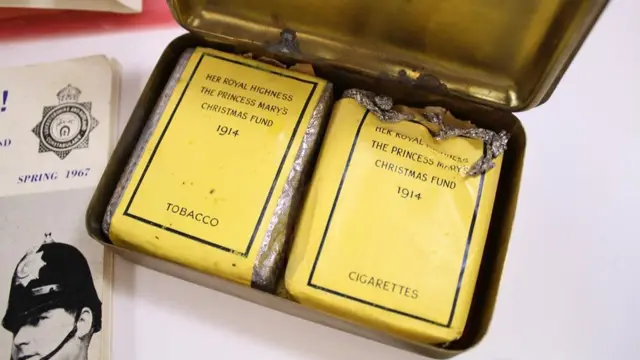 !
ND
SPRING 1967
HER ROYAL HIGHNESS
THE PRINCESS MARY'S
CHRISTMAS FUND
1914
TOBACCO
HER ROYAL HIGHNESS
THE PRINCESS MARY'S
CHRISTMAS FUND
1914
CIGARETTES